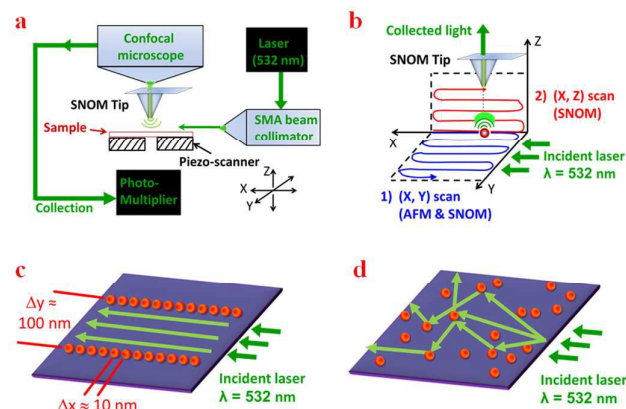 a
Confocal
microscope
Laser
(532 nm)
SNOM Tip
Sample
SMA beam
collimator
Piezo-scanner
Photo-
Multiplier
Collection
Z
X
Y
b
Collected light
Z
SNOM Tip
2) (X, Z) scan
(SNOM)
X
Y
Incident laser
λ = 532 nm
1) (X, Y) scan
(AFM & SNOM)
c
Δy ≈
100 nm
Incident laser
λ = 532 nm
Δx ≈ 10 nm
d
Incident laser
λ = 532 nm